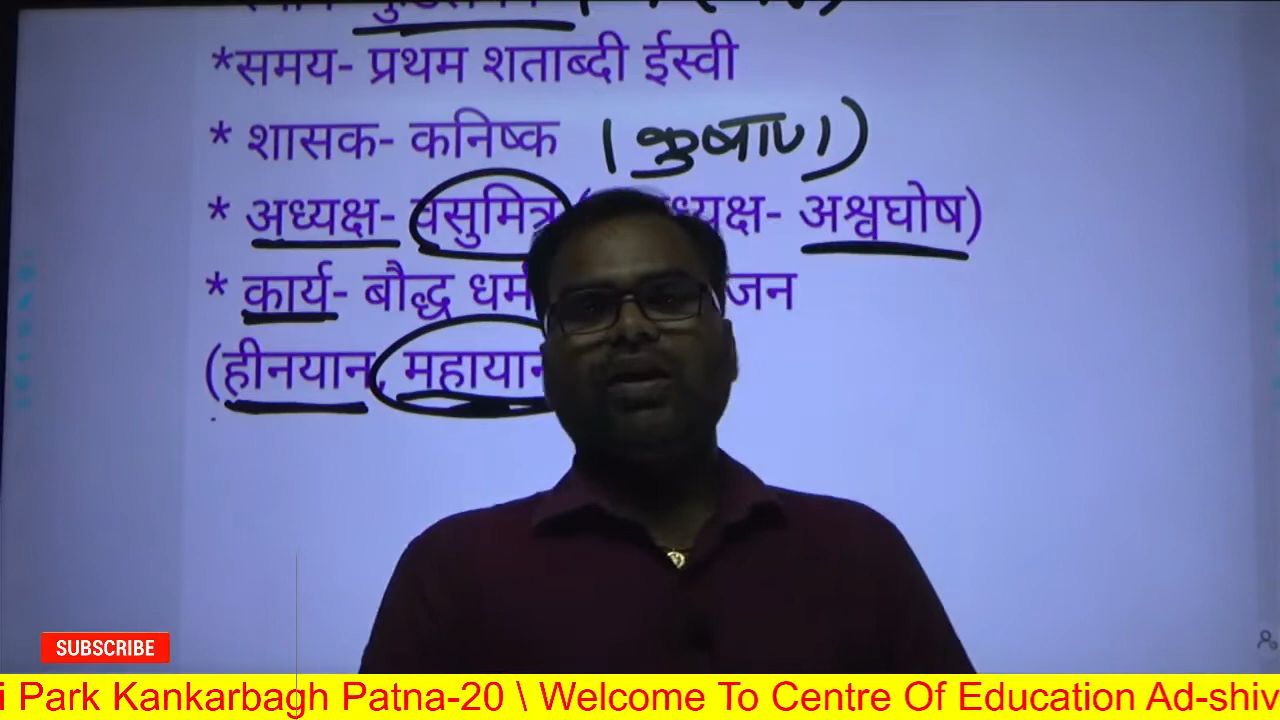 *समय- प्रथम शताब्दी ईस्वी
* शासक- कनिष्क (कुषाण)
* अध्यक्ष- वसुमित्र अश्वघोष)
* कार्य- बौद्ध धर्म
(हीनयान, महायान
SUBSCRIBE
Park Kankarbagh Patna-20 \ Welcome To Centre Of Education Ad-shiv